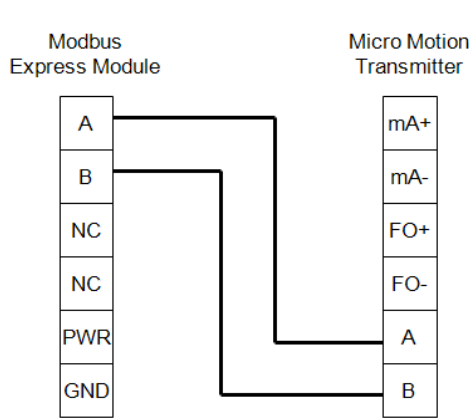 Modbus
Express Module
A
B
NC
NC
PWR
GND
Micro Motion
Transmitter
mA+
mA-
FO+
FO-
A
B